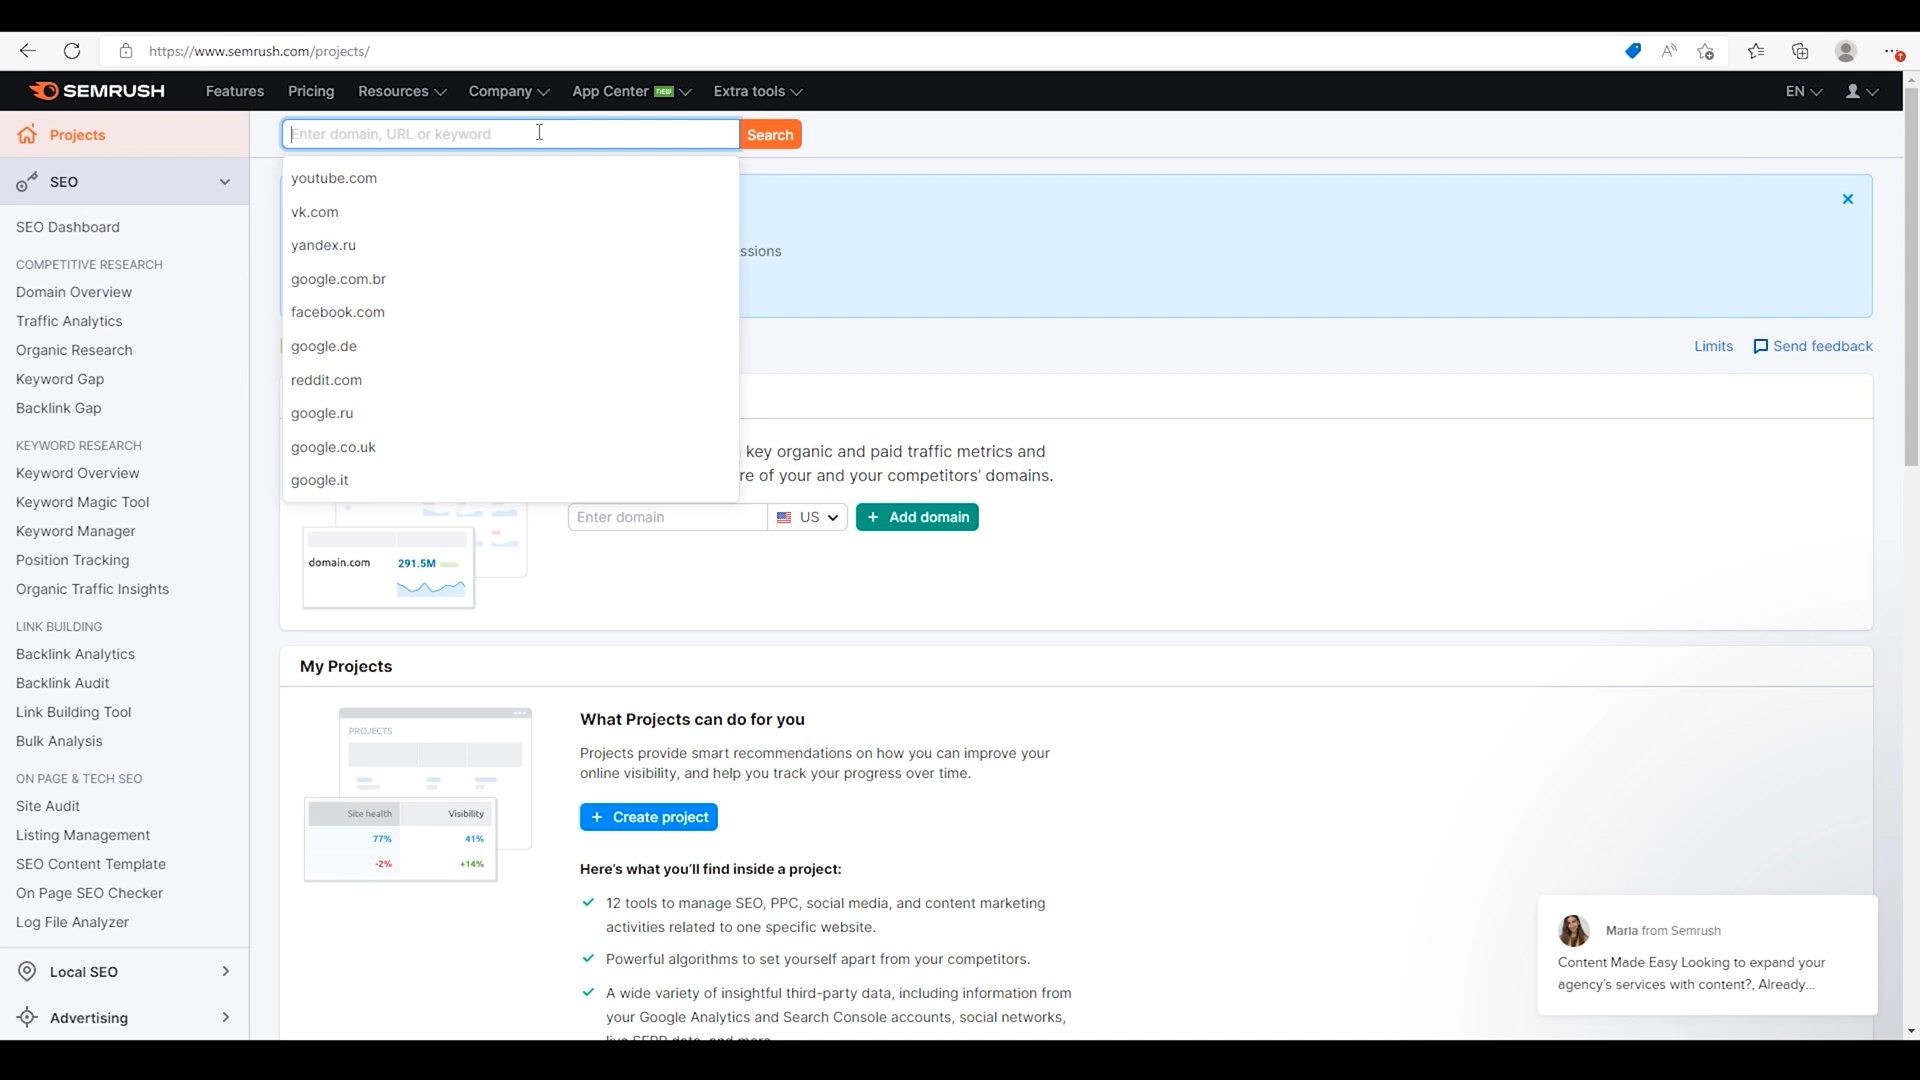 https://www.semrush.com/projects/
SEMRUSH
Features
Pricing
Resources
Company
App Center NEW
Extra tools
EN
Projects
Enter domain, URL or keyword
Search
SEO
youtube.com
vk.com
yandex.ru
google.com.br
facebook.com
google.de
reddit.com
google.ru
google.co.uk
google.it
SEO Dashboard
COMPETITIVE RESEARCH
Domain Overview
Traffic Analytics
Organic Research
Keyword Gap
Backlink Gap
KEYWORD RESEARCH
Keyword Overview
Keyword Magic Tool
Keyword Manager
Position Tracking
Organic Traffic Insights
LINK BUILDING
Backlink Analytics
Backlink Audit
Link Building Tool
Bulk Analysis
ON PAGE & TECH SEO
Site Audit
Listing Management
SEO Content Template
On Page SEO Checker
Log File Analyzer
Local SEO
Advertising
ssions
Limits
Send feedback
key organic and paid traffic metrics and
re of your and your competitors' domains.
Enter domain
US
+ Add domain
domain.com 291.5M
My Projects
PROJECTS
Site health Visibility
77% 41%
-2% +14%
What Projects can do for you
Projects provide smart recommendations on how you can improve your
online visibility, and help you track your progress over time.
+ Create project
Here's what you'll find inside a project:
12 tools to manage SEO, PPC, social media, and content marketing
activities related to one specific website.
Powerful algorithms to set yourself apart from your competitors.
A wide variety of insightful third-party data, including information from
your Google Analytics and Search Console accounts, social networks,
live SERP data, and more.
Maria from Semrush
Content Made Easy Looking to expand your
agency's services with content?, Already...